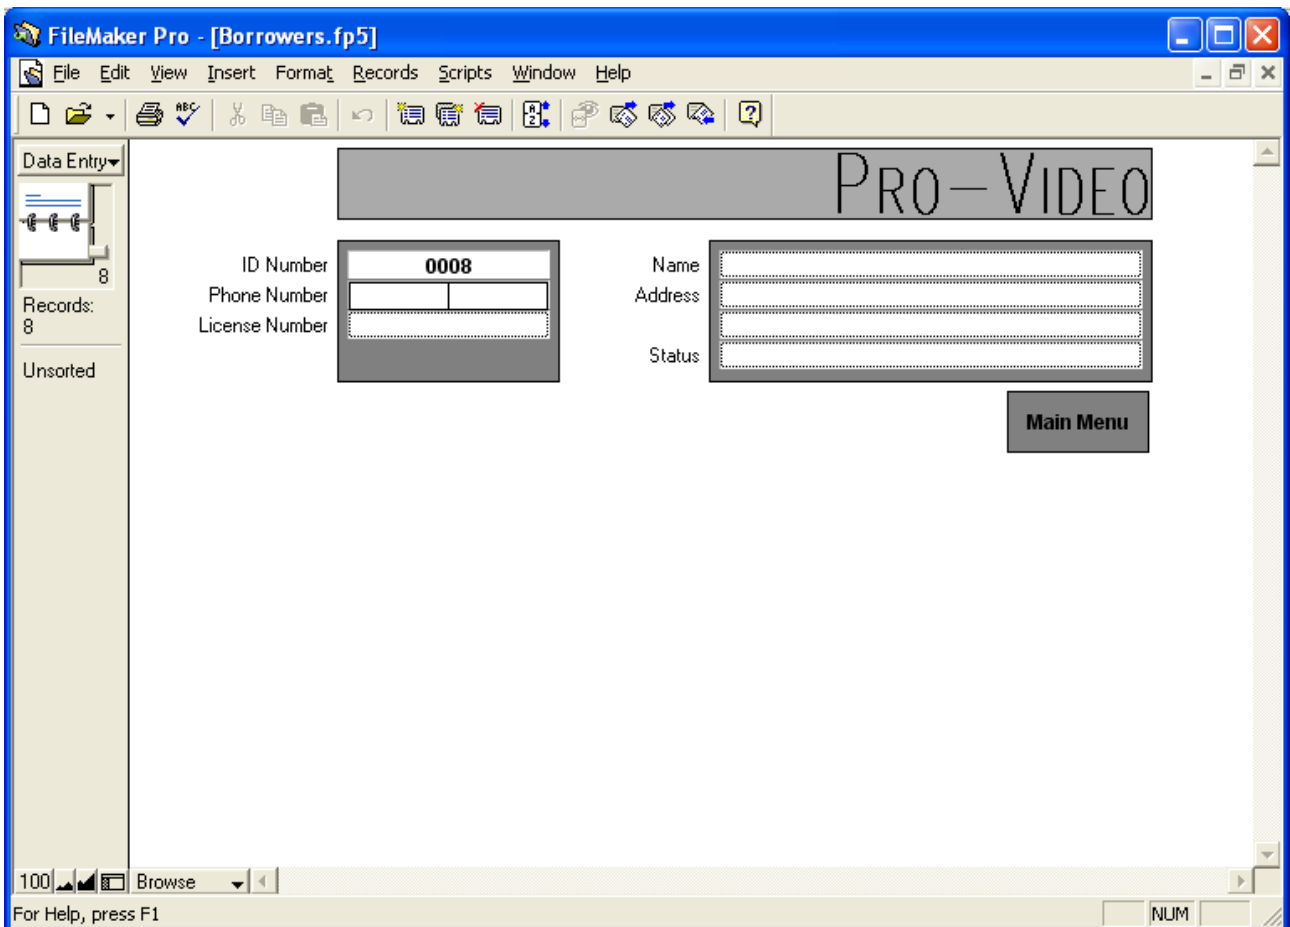 FileMaker Pro - [Borrowers.fp5]
File Edit View Insert Format Records Scripts Window Help
ABC
A
Z
Data Entry
PRO-VIDEO
ID Number 0008 Name
8
Phone Number Address
Records:
8
License Number
Status
Unsorted
Main Menu
100 Browse
For Help, press F1 NUM